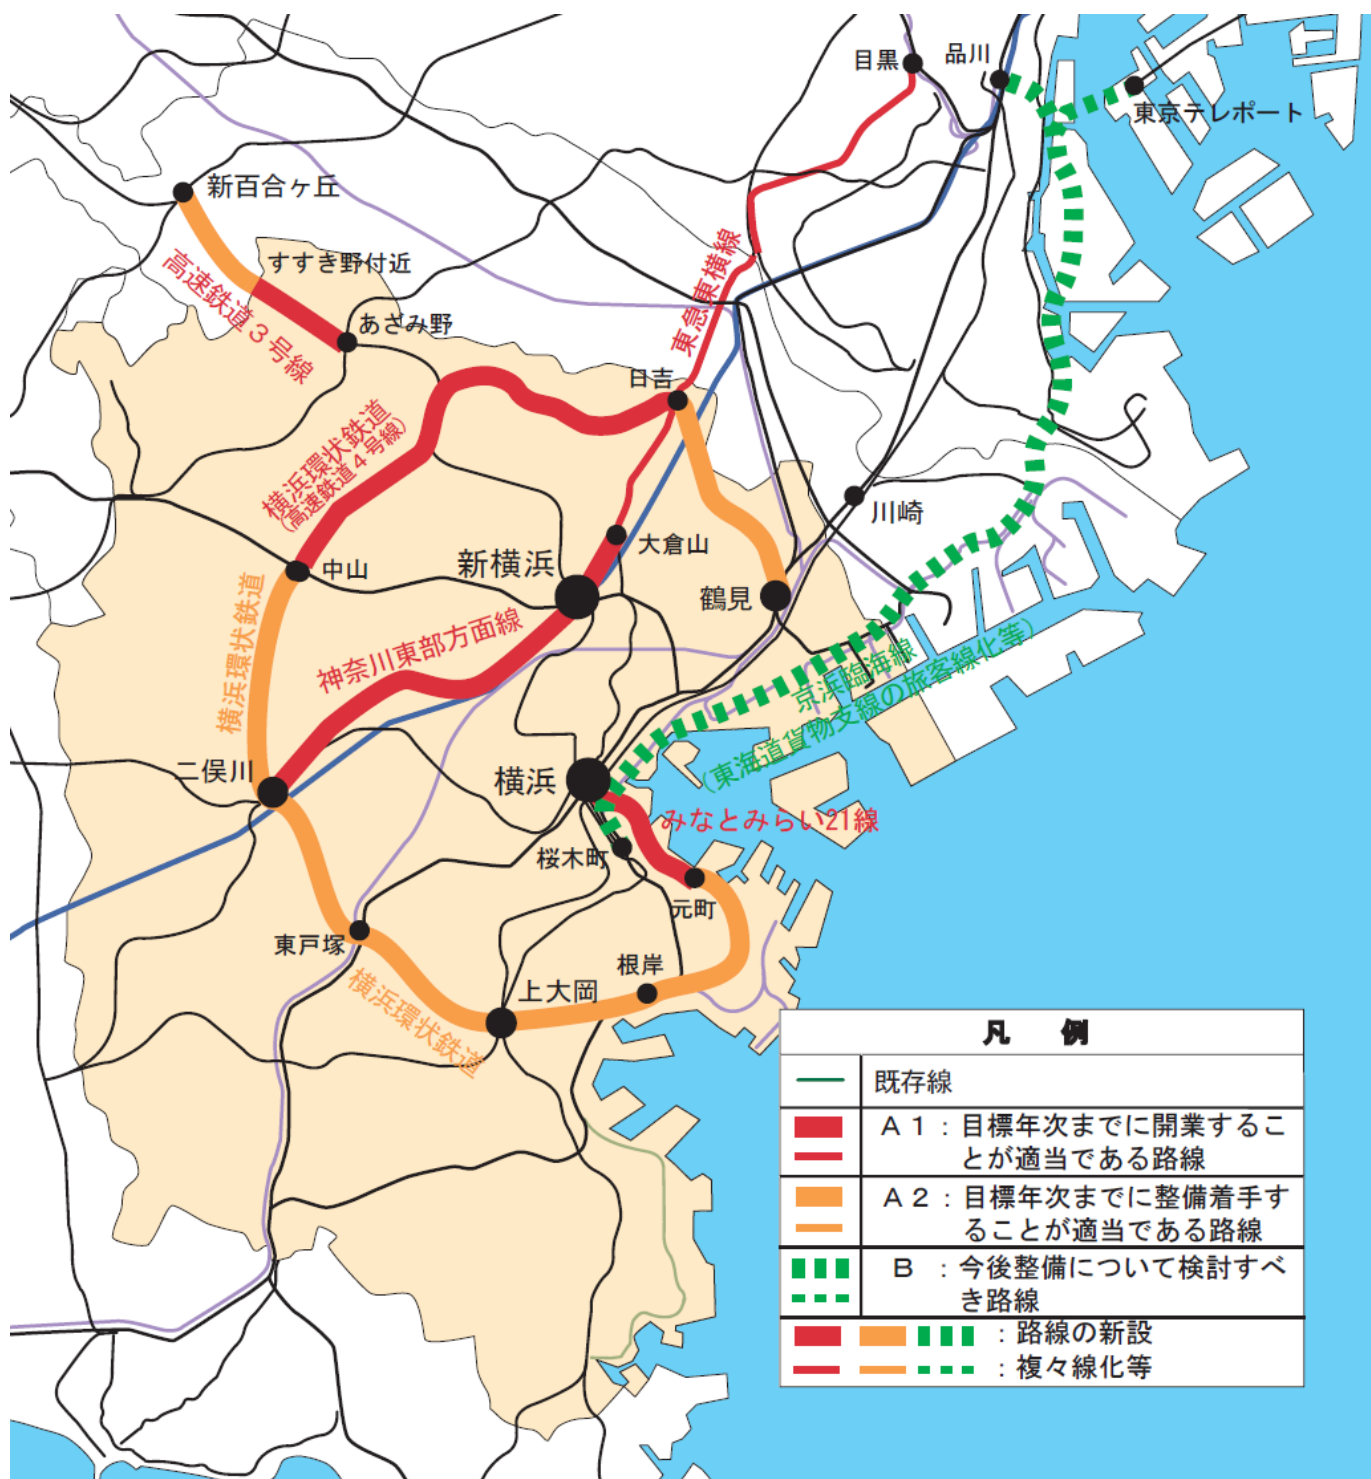 目黒
品川
東京テレポート
新百合ヶ丘
すすき野付近
高速鉄道３号線
あざみ野
東急東横線
日吉
横浜環状鉄道
（高速鉄道４号線）
川崎
大倉山
新横浜
中山
鶴見
横浜環状鉄道
神奈川東部方面線
京浜臨海線
（東海道貨物支線の旅客線化等）
二俣川
横浜
みなとみらい21線
桜木町
元町
東戸塚
根岸
上大岡
横浜環状鉄道
凡　例
既存線
Ａ１：目標年次までに開業するこ
とが適当である路線
Ａ２：目標年次までに整備着手す
ることが適当である路線
Ｂ　：今後整備について検討すべ
き路線
：路線の新設
：複々線化等